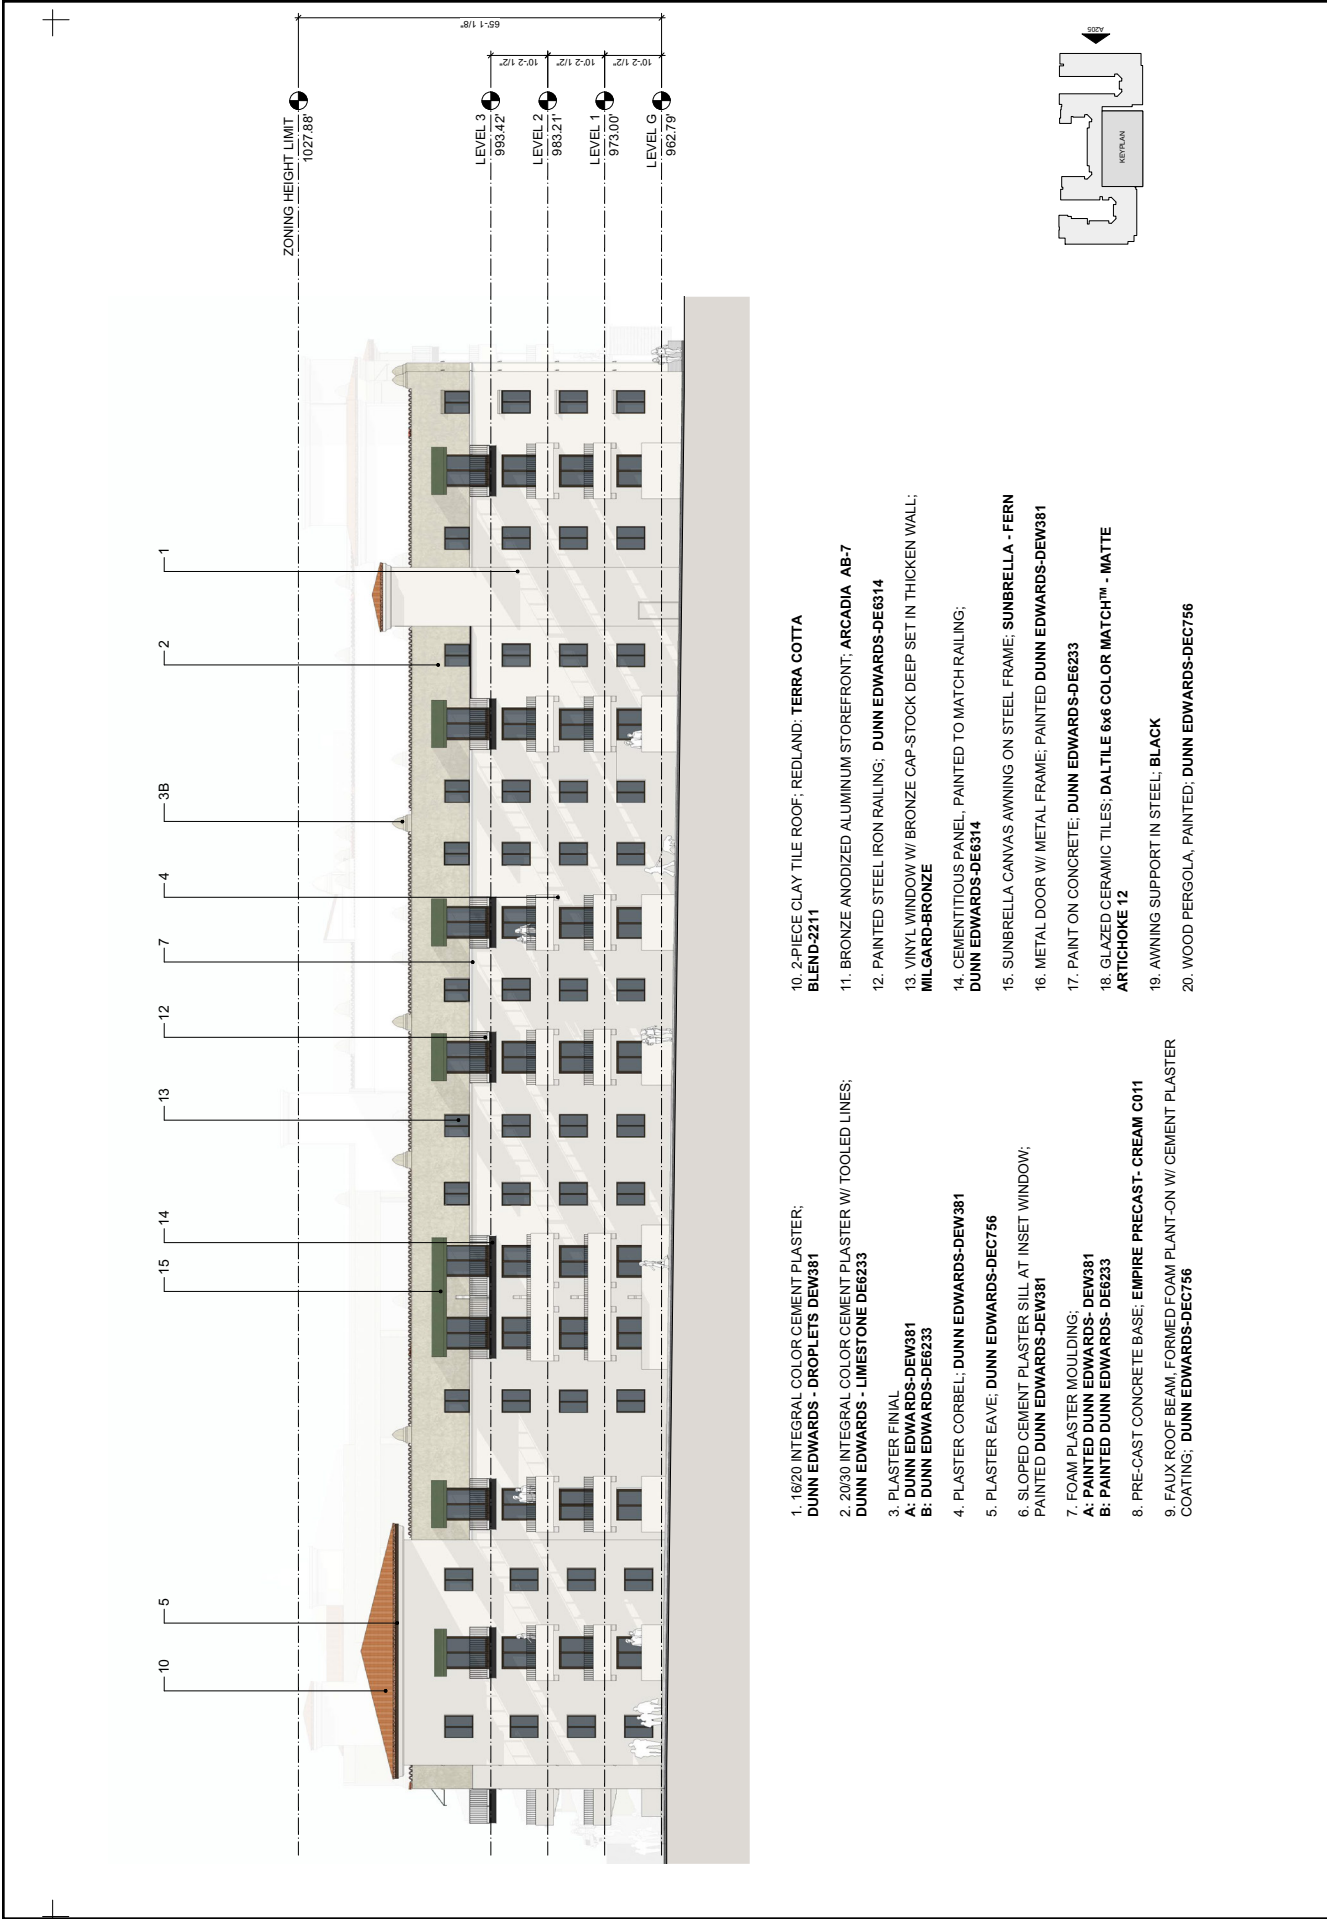 10
5
15
14
13
12
7
4
3B
2
1
ZONING HEIGHT LIMIT
1027.88'
LEVEL 3
993.42'
LEVEL 2
983.21'
LEVEL 1
973.00'
LEVEL G
962.79'
65'-1 1/8"
10'-2 1/2"
10'-2 1/2"
10'-2 1/2"
1. 16/20 INTEGRAL COLOR CEMENT PLASTER;
DUNN EDWARDS - DROPLETS DEW381
2. 20/30 INTEGRAL COLOR CEMENT PLASTER W/ TOOLED LINES;
DUNN EDWARDS - LIMESTONE DE6233
3. PLASTER FINIAL
A: DUNN EDWARDS-DEW381
B: DUNN EDWARDS-DE6233
4. PLASTER CORBEL; DUNN EDWARDS-DEW381
5. PLASTER EAVE; DUNN EDWARDS-DEC756
6. SLOPED CEMENT PLASTER SILL AT INSET WINDOW;
PAINTED DUNN EDWARDS-DEW381
7. FOAM PLASTER MOULDING;
A: PAINTED DUNN EDWARDS- DEW381
B: PAINTED DUNN EDWARDS- DE6233
8. PRE-CAST CONCRETE BASE; EMPIRE PRECAST- CREAM C011
9. FAUX ROOF BEAM, FORMED FOAM PLANT-ON W/ CEMENT PLASTER
COATING; DUNN EDWARDS-DEC756
10. 2-PIECE CLAY TILE ROOF; REDLAND: TERRA COTTA
BLEND-2211
11. BRONZE ANODIZED ALUMINUM STOREFRONT; ARCADIA AB-7
12. PAINTED STEEL IRON RAILING; DUNN EDWARDS-DE6314
13. VINYL WINDOW W/ BRONZE CAP-STOCK DEEP SET IN THICKEN WALL;
MILGARD-BRONZE
14. CEMENTITIOUS PANEL, PAINTED TO MATCH RAILING;
DUNN EDWARDS-DE6314
15. SUNBRELLA CANVAS AWNING ON STEEL FRAME; SUNBRELLA - FERN
16. METAL DOOR W/ METAL FRAME; PAINTED DUNN EDWARDS-DEW381
17. PAINT ON CONCRETE; DUNN EDWARDS-DE6233
18. GLAZED CERAMIC TILES; DALTILE 6x6 COLOR MATCH™ - MATTE
ARTICHOKE 12
19. AWNING SUPPORT IN STEEL; BLACK
20. WOOD PERGOLA, PAINTED; DUNN EDWARDS-DEC756
KEYPLAN
A205